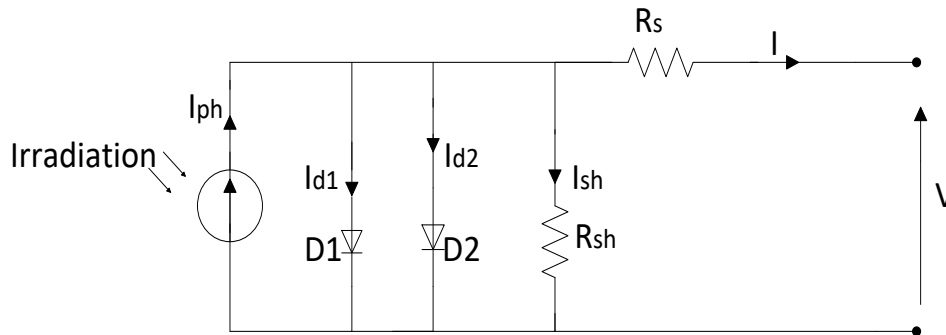 Rs
I
Iph
Irradiation
Id1
Id2
Ish
V
D1
D2
Rsh